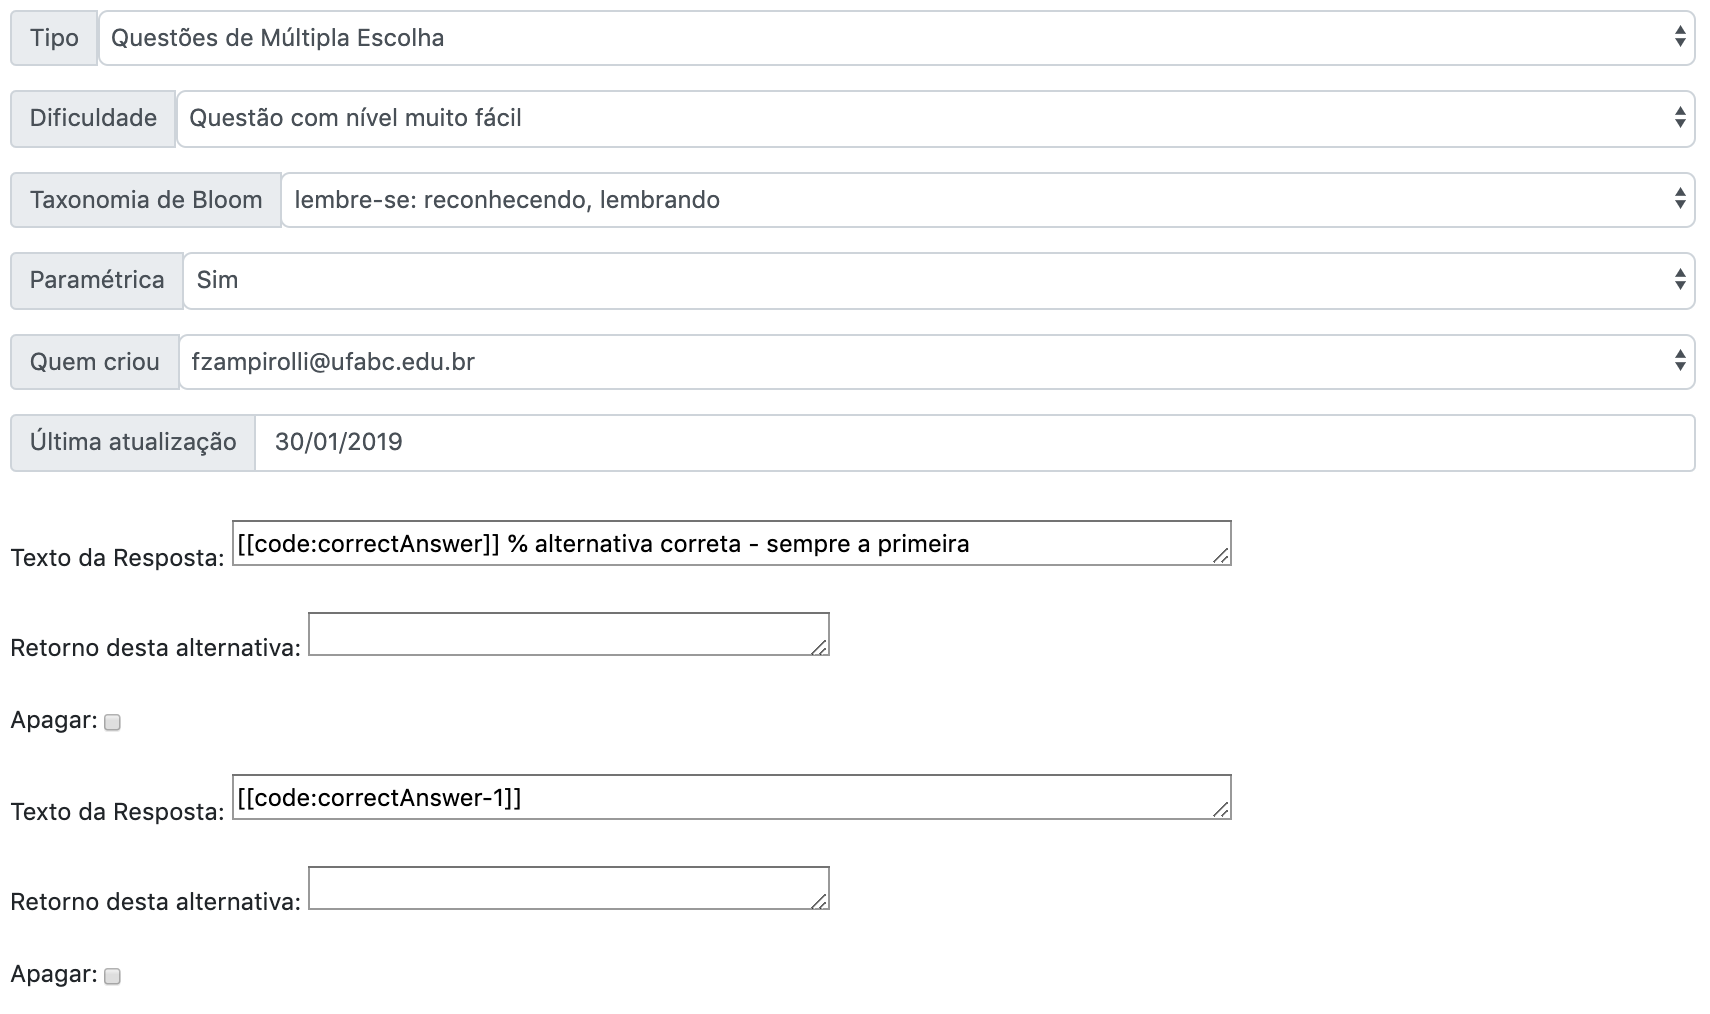 Tipo Questões de Múltipla Escolha
Dificuldade Questão com nível muito fácil
Taxonomia de Bloom lembre-se: reconhecendo, lembrando
Paramétrica Sim
Quem criou fzampirolli@ufabc.edu.br
Última atualização 30/01/2019
Texto da Resposta: [[code:correctAnswer]] % alternativa correta - sempre a primeira
Retorno desta alternativa:
Apagar:
Texto da Resposta: [[code:correctAnswer-1]]
Retorno desta alternativa:
Apagar: